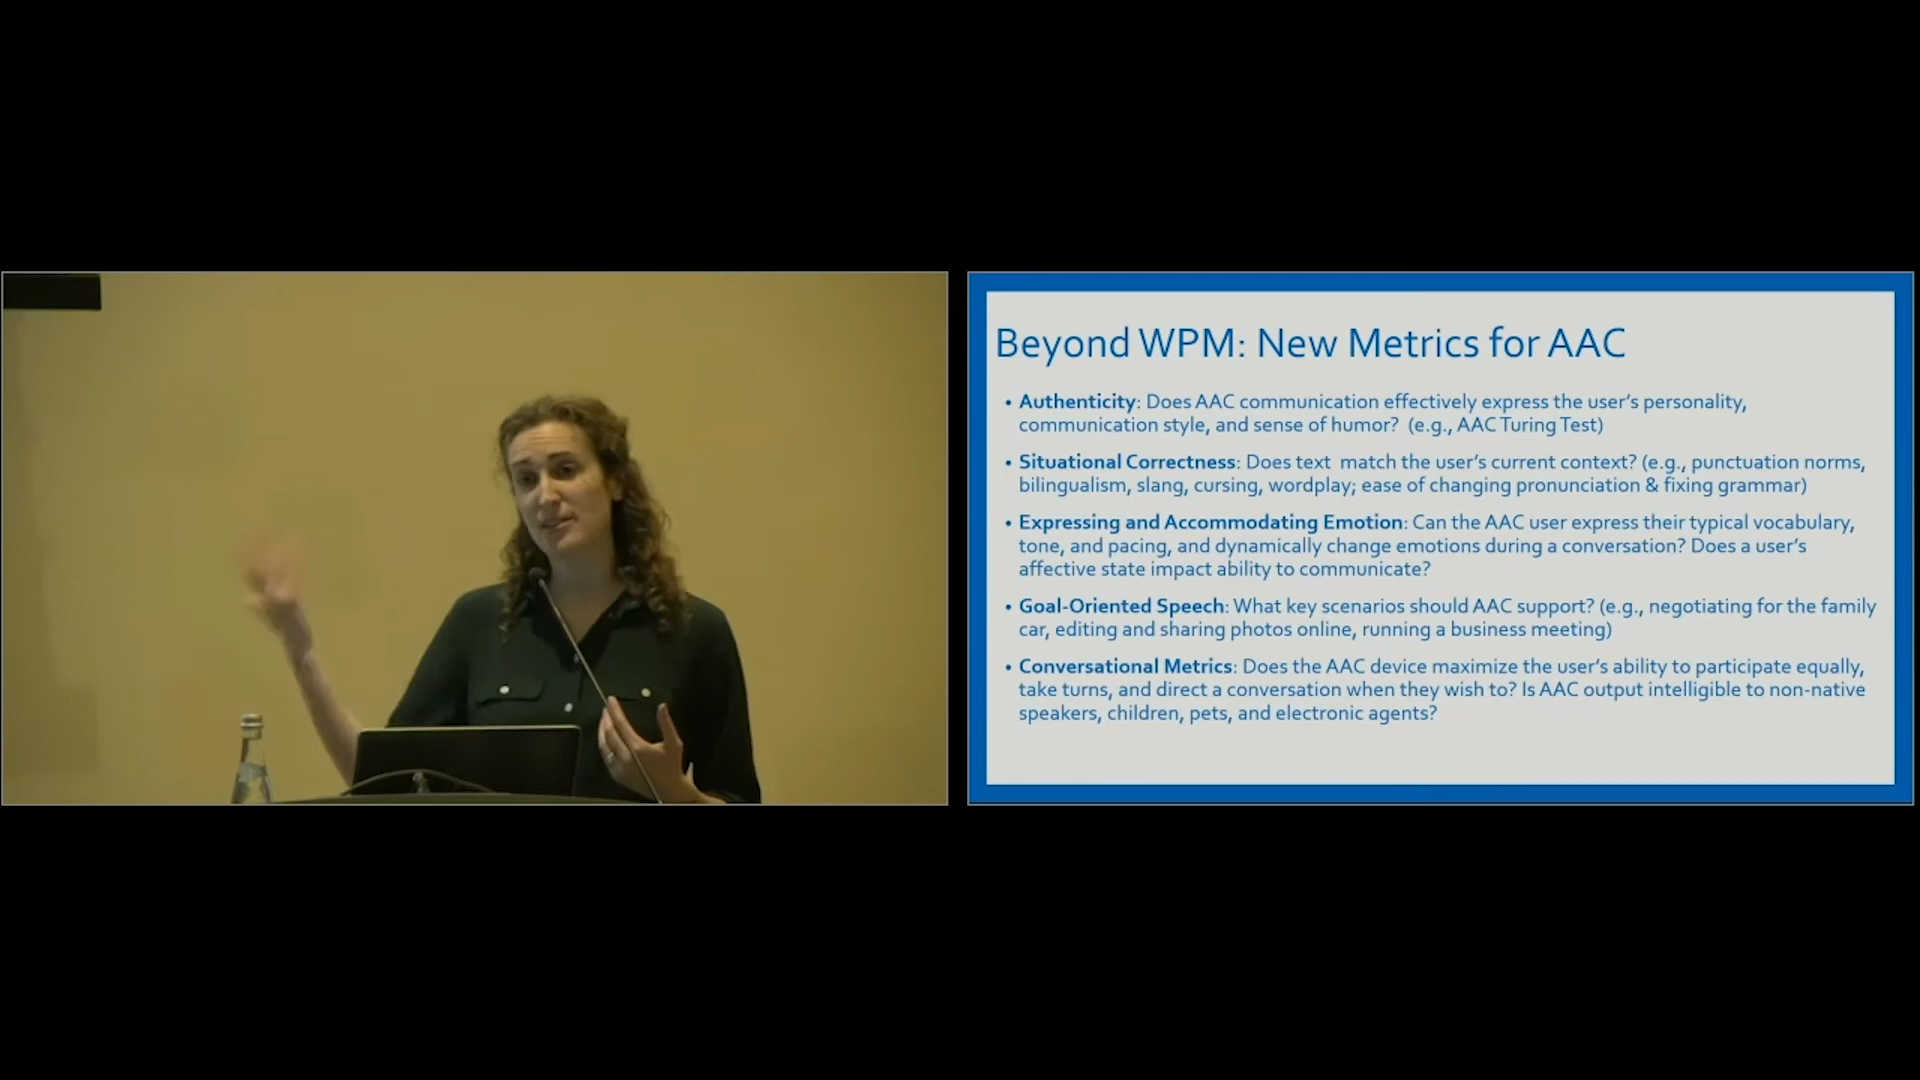 Beyond WPM: New Metrics for AAC
• Authenticity: Does AAC communication effectively express the user's personality,
communication style, and sense of humor? (e.g., AAC Turing Test)
• Situational Correctness: Does text match the user's current context? (e.g., punctuation norms,
bilingualism, slang, cursing, wordplay; ease of changing pronunciation & fixing grammar)
• Expressing and Accommodating Emotion: Can the AAC user express their typical vocabulary,
tone, and pacing, and dynamically change emotions during a conversation? Does a user's
affective state impact ability to communicate?
• Goal-Oriented Speech: What key scenarios should AAC support? (e.g., negotiating for the family
car, editing and sharing photos online, running a business meeting)
• Conversational Metrics: Does the AAC device maximize the user's ability to participate equally,
take turns, and direct a conversation when they wish to? Is AAC output intelligible to non-native
speakers, children, pets, and electronic agents?